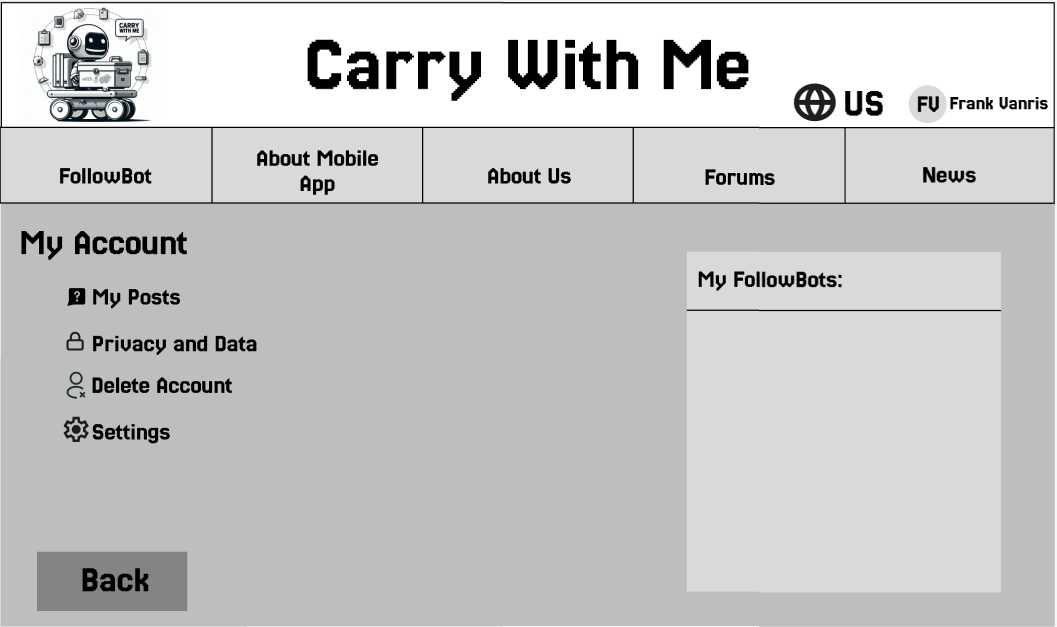 CARRY
WITH ME
Carry With Me
US
FV
Frank Vanris
FollowBot
About Mobile
App
About Us
Forums
News
My Account
My Posts
Privacy and Data
Delete Account
Settings
My FollowBots:
Back